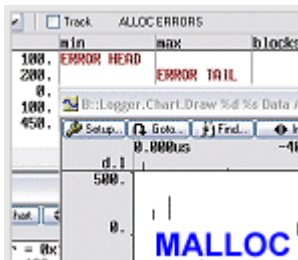 Track ALLOC ERRORS
min max blocks
100. ERROR HEAD
200. ERROR TAIL
0.
100.
450.
B::Logger.Chart.Draw %d %s Data
Setup... Goto... Find...
0.000us
d.l
500.
0.
MALLOC